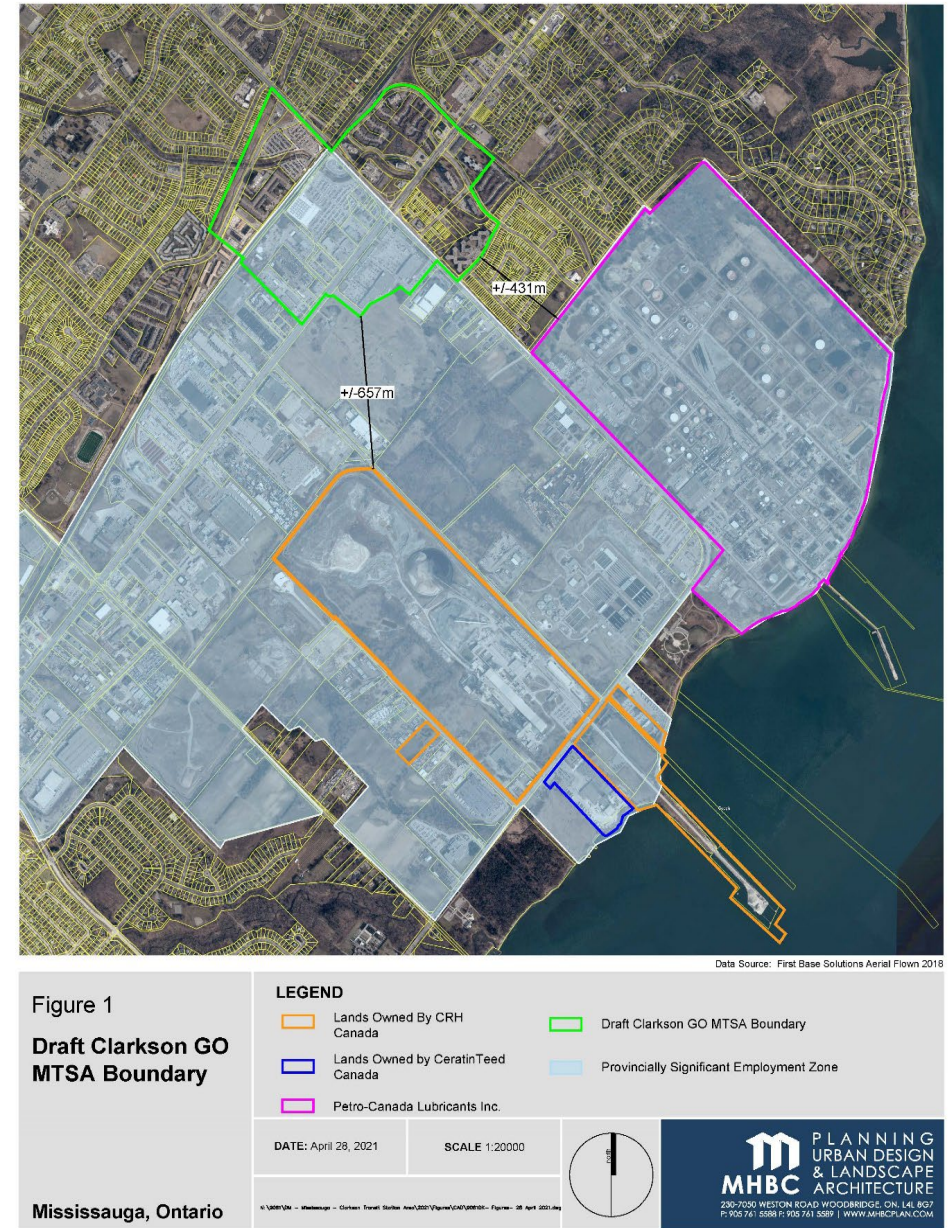 +/-431m
+/-657m
Data Source: First Base Solutions Aerial Flown 2018
Figure 1
Draft Clarkson GO
MTSA Boundary
Mississauga, Ontario
LEGEND
Lands Owned By CRH
Canada
Lands Owned by CeratinTeed
Canada
Petro-Canada Lubricants Inc.
Draft Clarkson GO MTSA Boundary
Provincially Significant Employment Zone
DATE: April 28, 2021
SCALE 1:20000
north
MHBC
PLANNING
URBAN DESIGN
& LANDSCAPE
ARCHITECTURE
230-7050 WESTON ROAD WOODBRIDGE, ON, L4L 8G7
P: 905 761 5588 F: 905 761 5589 | WWW.MHBCPLAN.COM